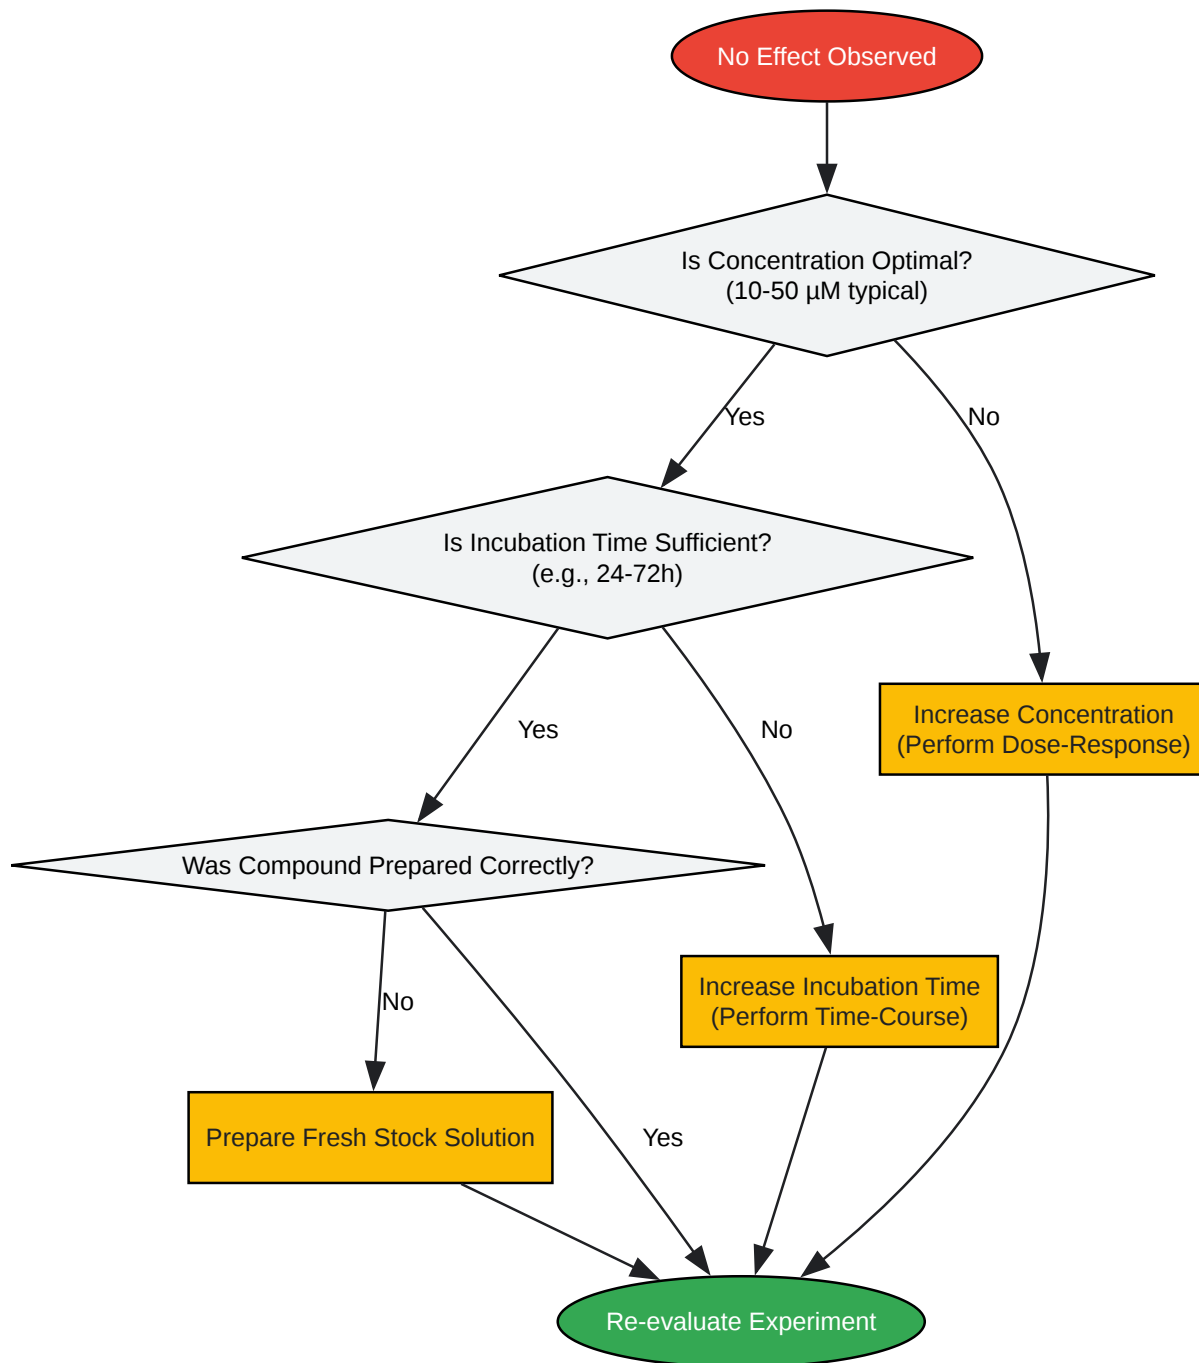 No Effect Observed
Is Concentration Optimal?
(10-50 µM typical)
Yes
No
Is Incubation Time Sufficient?
(e.g., 24-72h)
Increase Concentration
(Perform Dose-Response)
Yes
No
Was Compound Prepared Correctly?
Increase Incubation Time
(Perform Time-Course)
No
Prepare Fresh Stock Solution
Yes
Re-evaluate Experiment